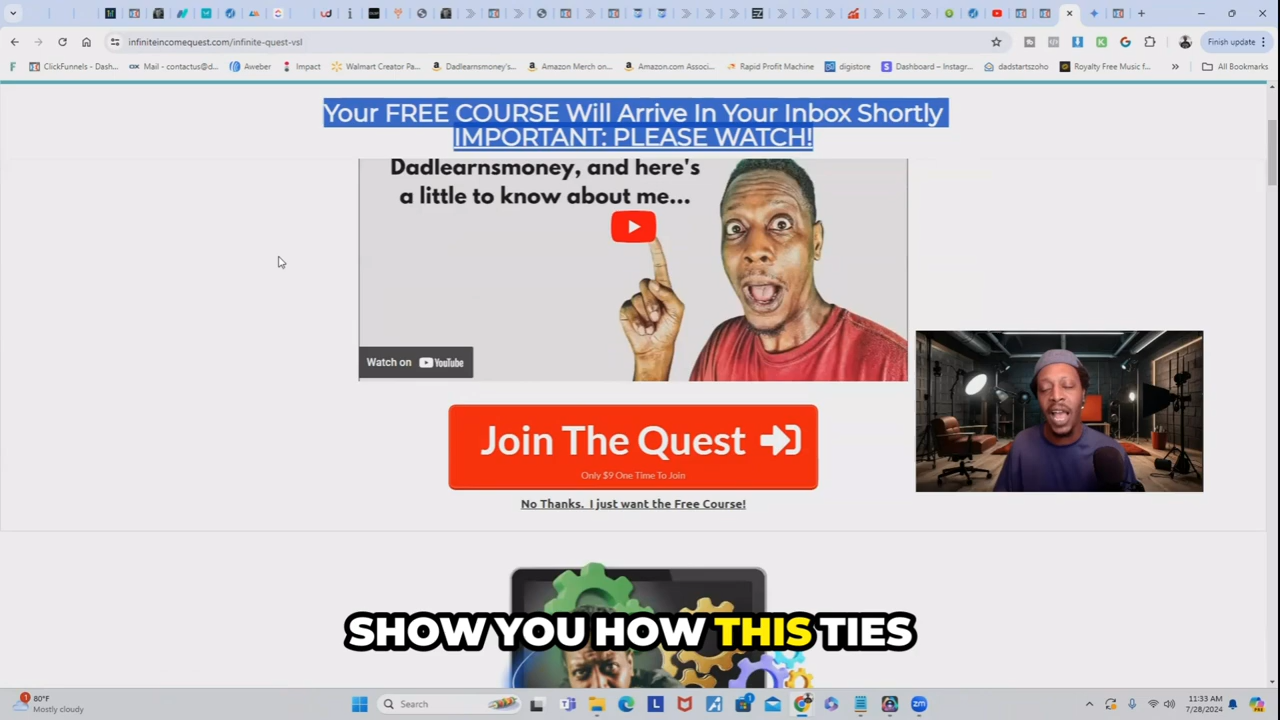 infiniteincomequest.com/infinite-quest-vsl
Finish update
ClickFunnels - Dash...
Mail - contactus@d...
Aweber
Impact
Walmart Creator Pa...
Dadlearnsmoney's...
Amazon Merch on...
Amazon.com Associ...
Rapid Profit Machine
digistore
Dashboard – Instagr...
dadstartszoho
Royalty Free Music f...
All Bookmarks
Your FREE COURSE Will Arrive In Your Inbox Shortly
IMPORTANT: PLEASE WATCH!
Dadlearnsmoney, and here's
a little to know about me...
Watch on YouTube
Join The Quest
Only $9 One Time To Join
No Thanks. I just want the Free Course!
SHOW YOU HOW THIS TIES
80°F
Mostly cloudy
Search
11:33 AM
7/28/2024